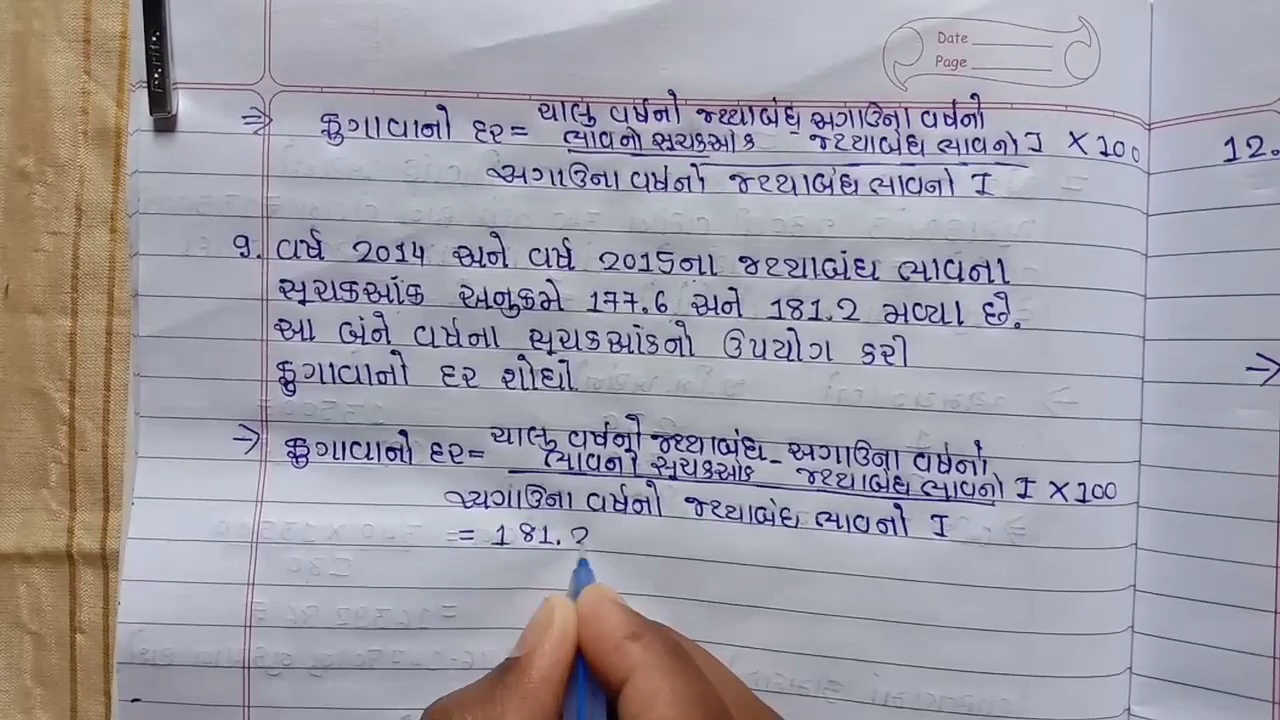 Date
Page
⇒ ફુગાવાનો દર = ચાલુ વર્ષનો જથ્થાબંધ - અગાઉના વર્ષનો
ભાવનો સૂચકઆંક જથ્થાબંધ ભાવનો I × 100
અગાઉના વર્ષનો જથ્થાબંધ ભાવનો I
12.
9. વર્ષ 2014 અને વર્ષ 2015ના જથ્થાબંધ ભાવના
સૂચકઆંક અનુક્રમે 177.6 અને 181.2 મળ્યા છે.
આ બંને વર્ષના સૂચકઆંકનો ઉપયોગ કરી
ફુગાવાનો દર શોધો.
→ ફુગાવાનો દર = ચાલુ વર્ષનો જથ્થાબંધ - અગાઉના વર્ષનો
ભાવનો સૂચકઆંક જથ્થાબંધ ભાવનો I × 100
અગાઉના વર્ષનો જથ્થાબંધ ભાવનો I
= 181.2